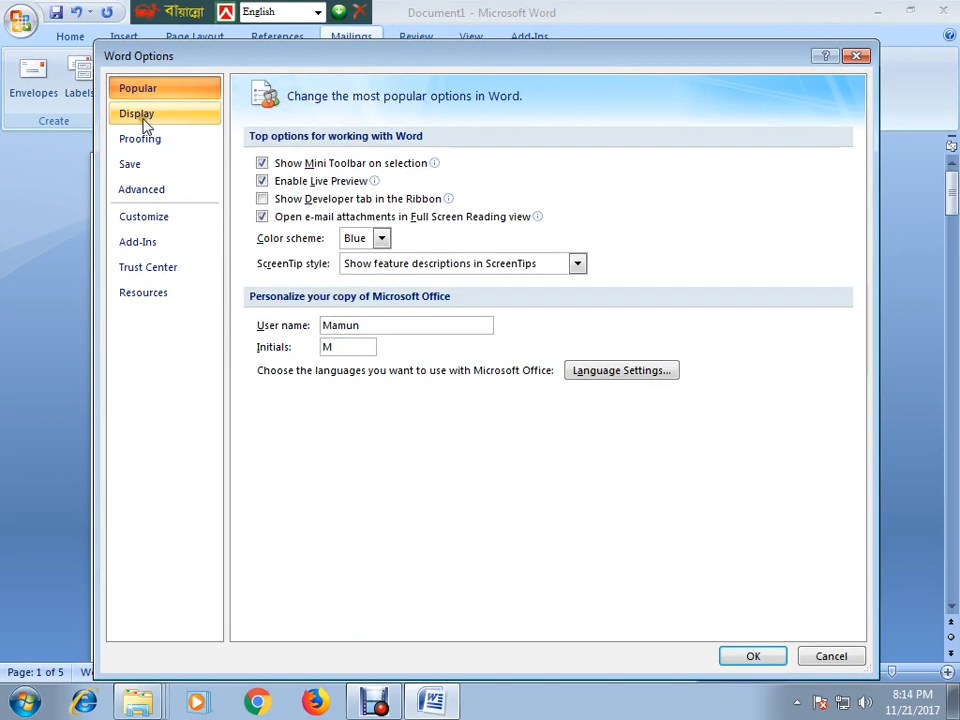 বায়ান্নো English Document1 - Microsoft Word
Home Insert Page Layout References Mailings Review View Add-Ins
Envelopes Labels
Create
Word Options
Popular
Display
Proofing
Save
Advanced
Customize
Add-Ins
Trust Center
Resources
Change the most popular options in Word.
Top options for working with Word
Show Mini Toolbar on selection
Enable Live Preview
Show Developer tab in the Ribbon
Open e-mail attachments in Full Screen Reading view
Color scheme: Blue
ScreenTip style: Show feature descriptions in ScreenTips
Personalize your copy of Microsoft Office
User name: Mamun
Initials: M
Choose the languages you want to use with Microsoft Office: Language Settings...
OK Cancel
Page: 1 of 5
8:14 PM
11/21/2017